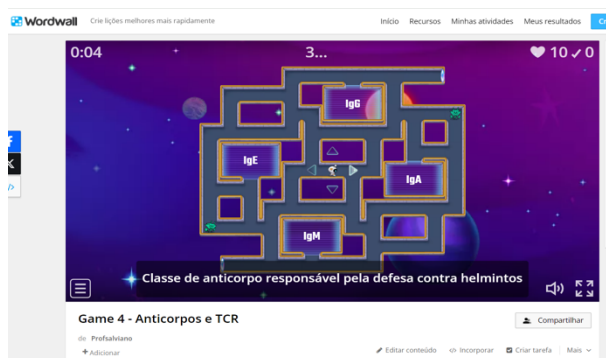 Wordwall Crie lições melhores mais rapidamente Início Recursos Minhas atividades Meus resultados
0:04 3... 10 0
IgG
IgE
IgA
IgM
Classe de anticorpo responsável pela defesa contra helmintos
Game 4 - Anticorpos e TCR
Compartilhar
de Profsalviano
Adicionar
Editar conteúdo Incorporar Criar tarefa Mais